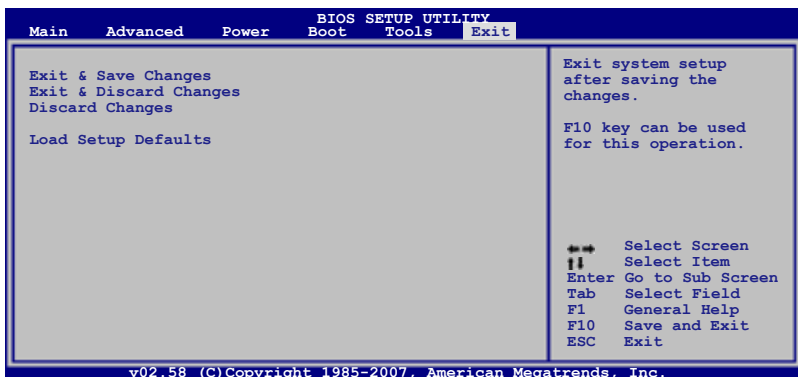 BIOS SETUP UTILITY
Main Advanced Power Boot Tools Exit
Exit & Save Changes
Exit & Discard Changes
Discard Changes
Load Setup Defaults
Exit system setup
after saving the
changes.
F10 key can be used
for this operation.
Select Screen
Select Item
Enter Go to Sub Screen
Tab Select Field
F1 General Help
F10 Save and Exit
ESC Exit
v02.58 (C)Copyright 1985-2007, American Megatrends, Inc.